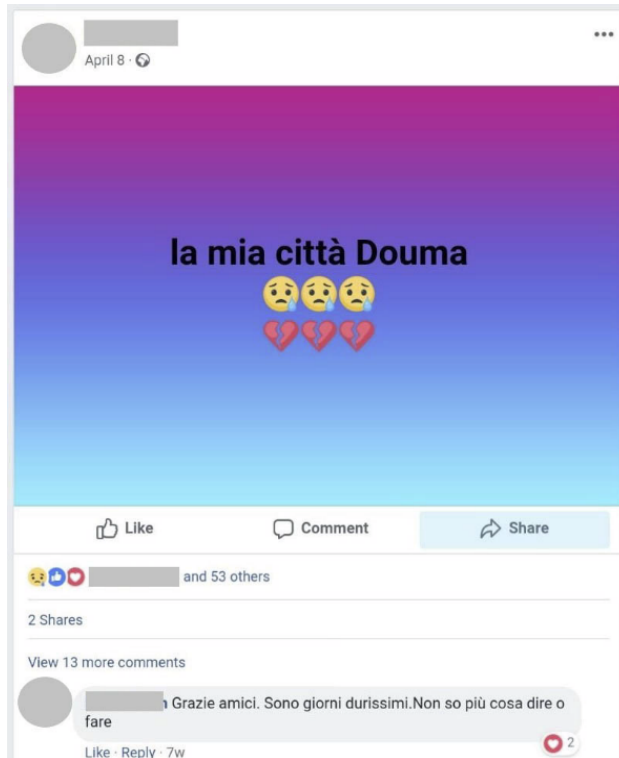 April 8 ·
la mia città Douma
😢😢😢
💔💔💔
Like Comment Share
and 53 others
2 Shares
View 13 more comments
Grazie amici. Sono giorni durissimi.Non so più cosa dire o
fare
2
Like · Reply · 7w